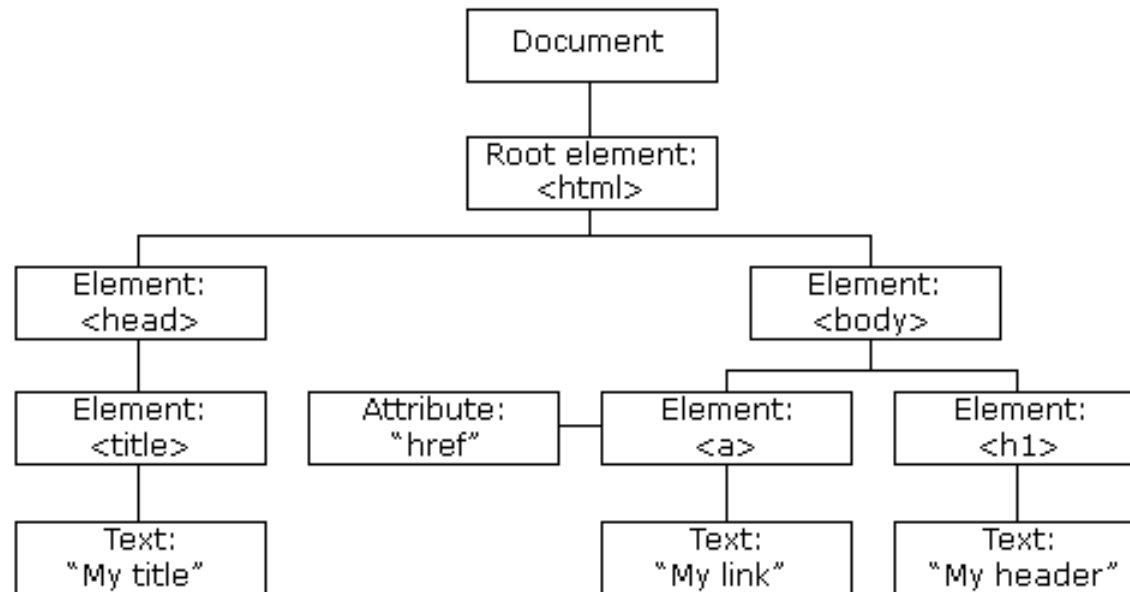 Document
Root element:
<html>
Element:
<head>
Element:
<body>
Element:
<title>
Attribute:
"href"
Element:
<a>
Element:
<h1>
Text:
"My title"
Text:
"My link"
Text:
"My header"